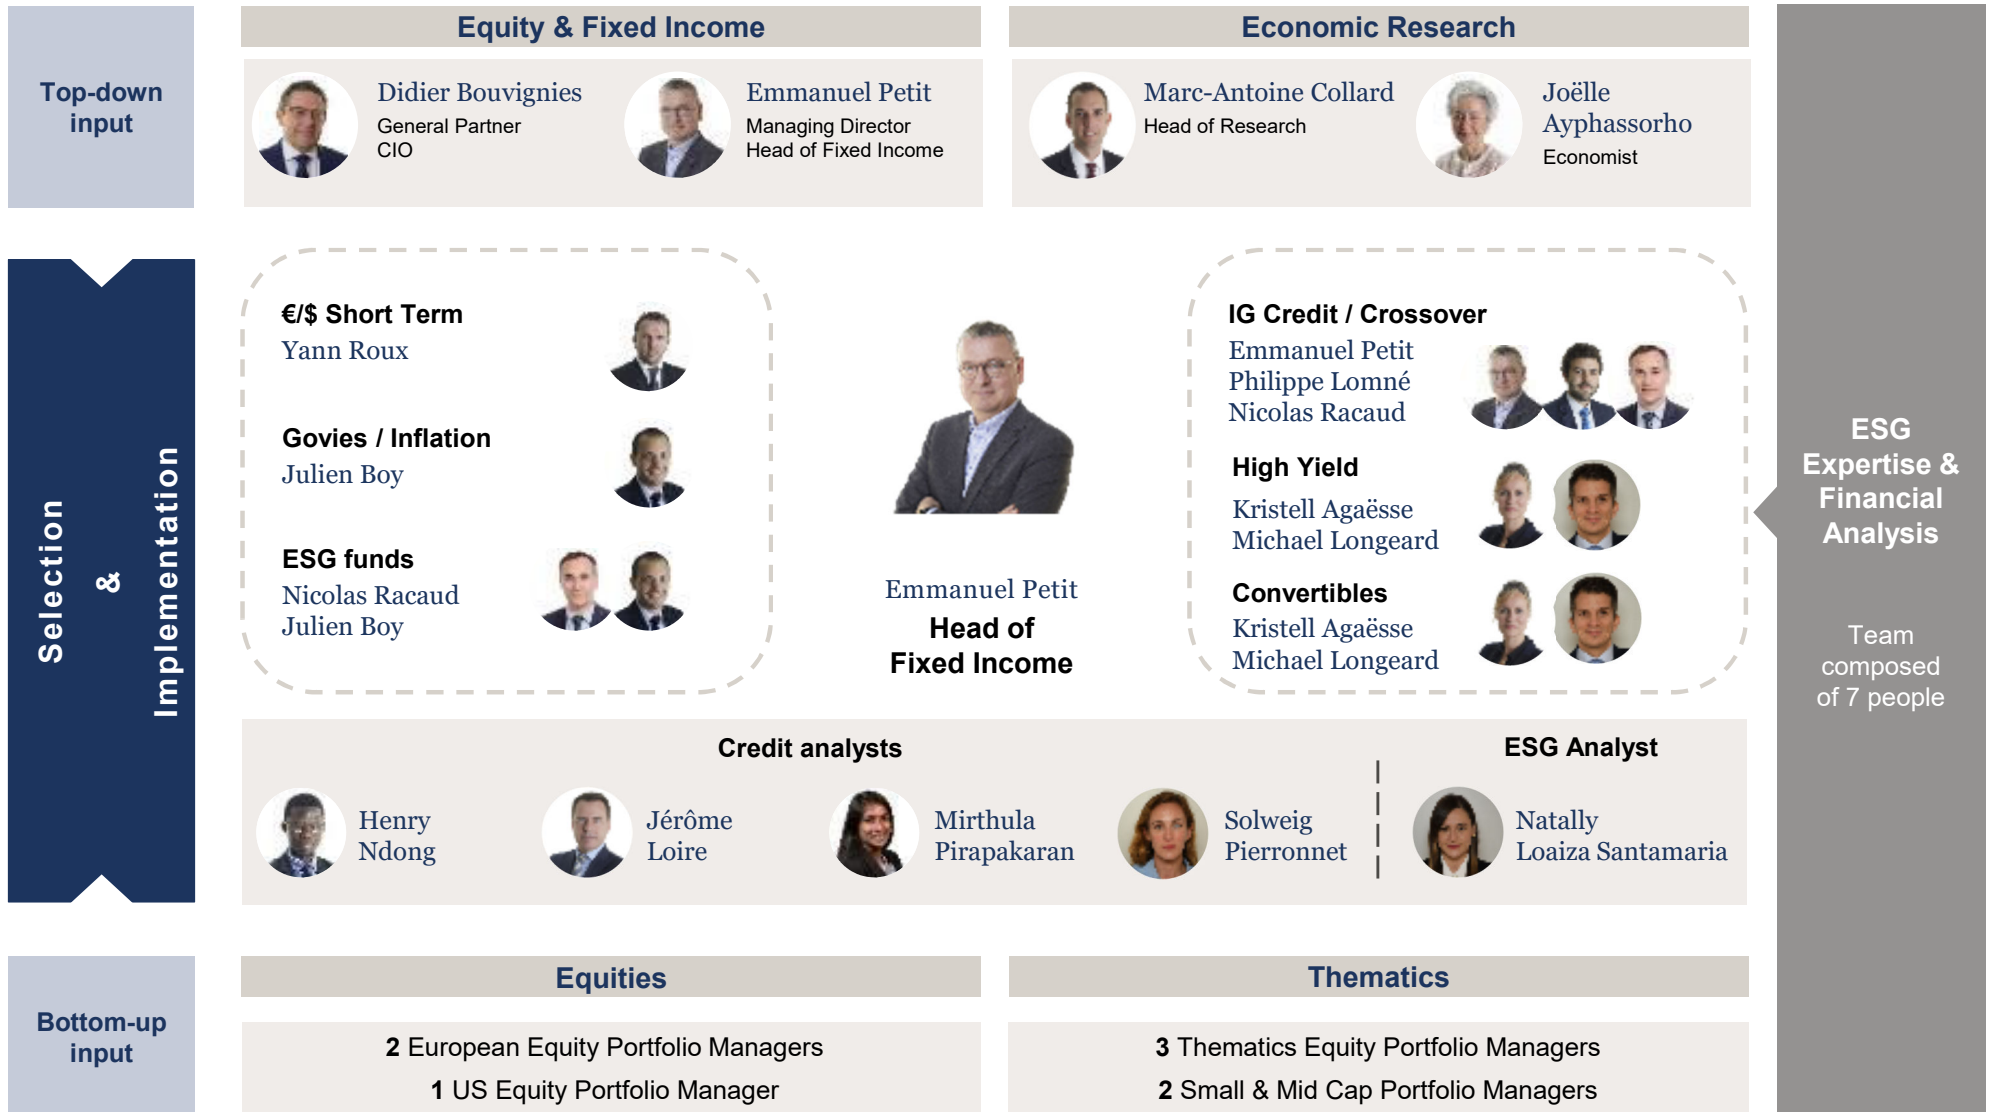 Top-down
input
Equity & Fixed Income
Didier Bouvignies
General Partner
CIO
Emmanuel Petit
Managing Director
Head of Fixed Income
Economic Research
Marc-Antoine Collard
Head of Research
Joëlle
Ayphassorho
Economist
Selection
&
Implementation
€/$ Short Term
Yann Roux
Govies / Inflation
Julien Boy
ESG funds
Nicolas Racaud
Julien Boy
Emmanuel Petit
Head of
Fixed Income
IG Credit / Crossover
Emmanuel Petit
Philippe Lomné
Nicolas Racaud
High Yield
Kristell Agaësse
Michael Longeard
Convertibles
Kristell Agaësse
Michael Longeard
Credit analysts
Henry
Ndong
Jérôme
Loire
Mirthula
Pirapakaran
Solweig
Pierronnet
ESG Analyst
Natally
Loaiza Santamaria
ESG
Expertise &
Financial
Analysis
Team
composed
of 7 people
Bottom-up
input
Equities
2 European Equity Portfolio Managers
1 US Equity Portfolio Manager
Thematics
3 Thematics Equity Portfolio Managers
2 Small & Mid Cap Portfolio Managers